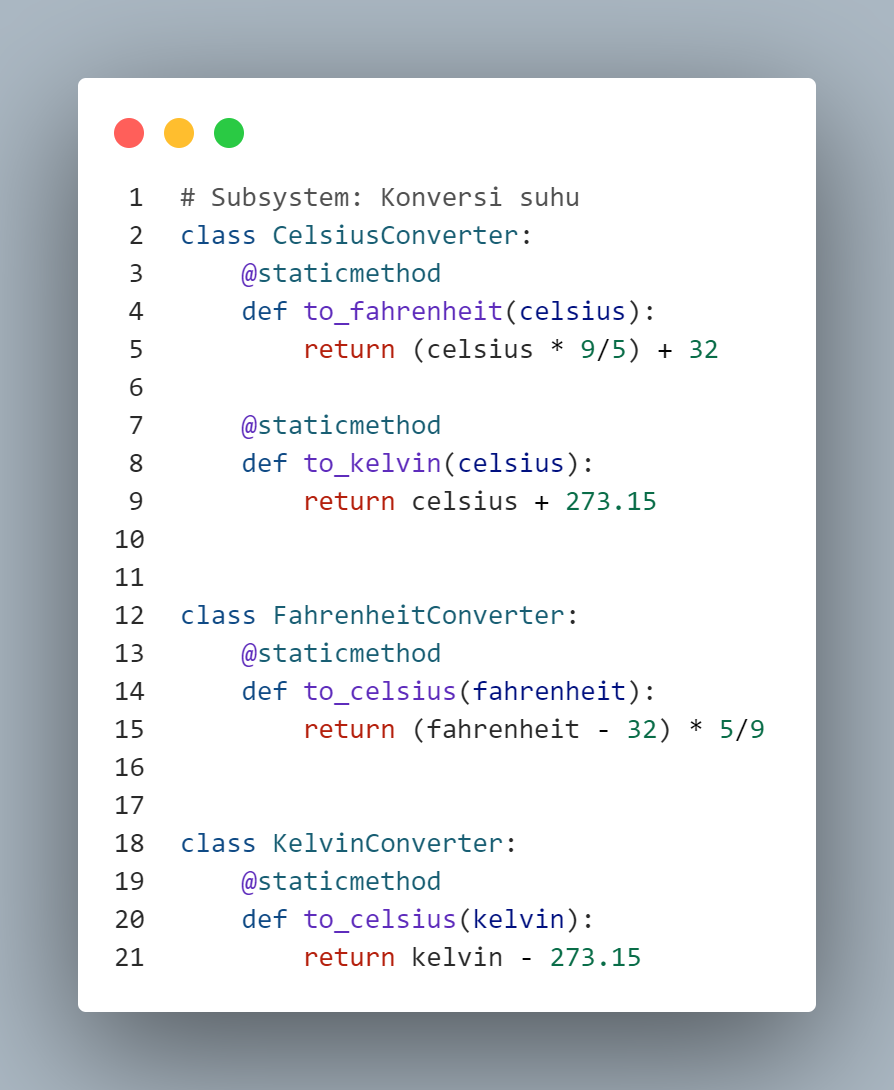 1 # Subsystem: Konversi suhu
2 class CelsiusConverter:
3     @staticmethod
4     def to_fahrenheit(celsius):
5         return (celsius * 9/5) + 32
6
7     @staticmethod
8     def to_kelvin(celsius):
9         return celsius + 273.15
10
11
12 class FahrenheitConverter:
13     @staticmethod
14     def to_celsius(fahrenheit):
15         return (fahrenheit - 32) * 5/9
16
17
18 class KelvinConverter:
19     @staticmethod
20     def to_celsius(kelvin):
21         return kelvin - 273.15